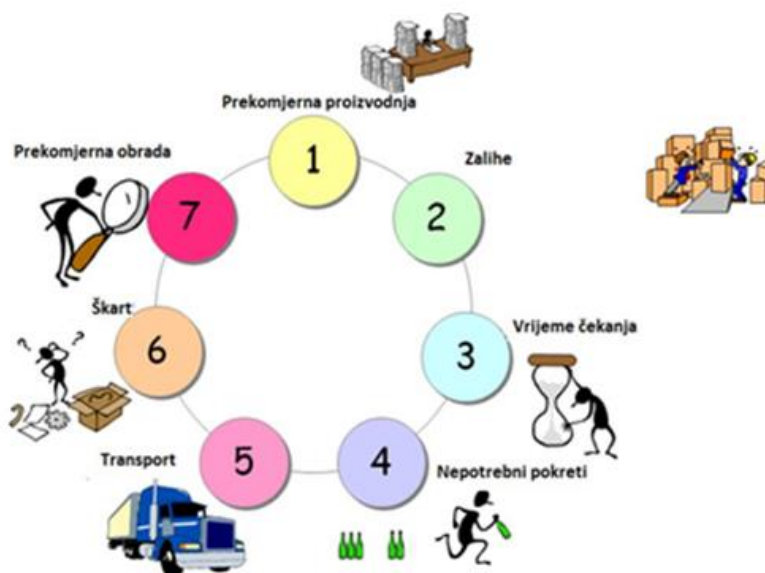 Prekomjerna proizvodnja
1
Zalihe
2
Vrijeme čekanja
3
Nepotrebni pokreti
4
Transport
5
Škart
6
Prekomjerna obrada
7
? ?